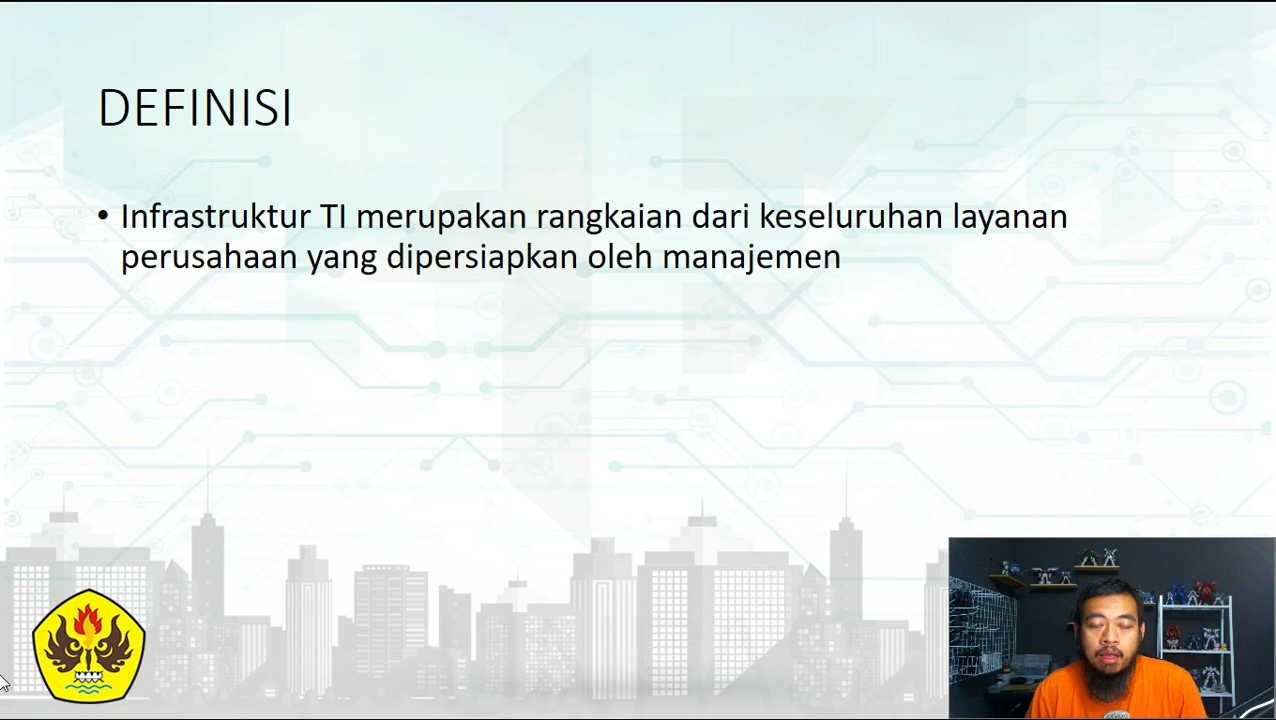 DEFINISI
• Infrastruktur TI merupakan rangkaian dari keseluruhan layanan
perusahaan yang dipersiapkan oleh manajemen